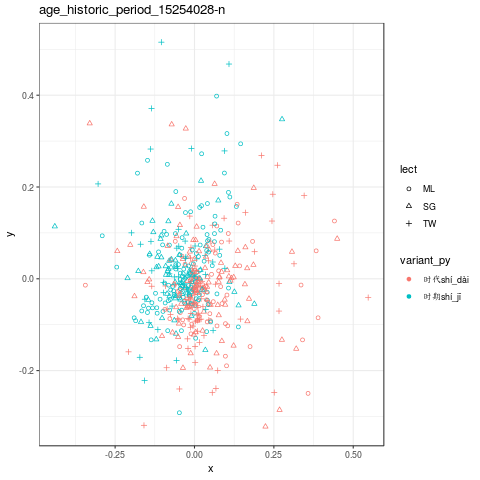 age_historic_period_15254028-n
y
0.4
0.2
0.0
-0.2
-0.25
0.00
0.25
0.50
x
lect
ML
SG
TW
variant_py
时代shí_dài
时期shí_jī